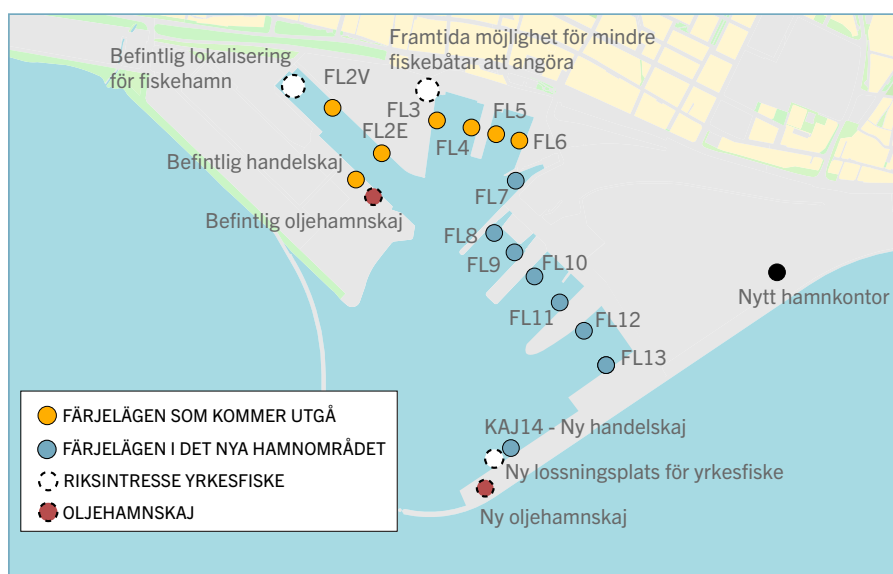 Befintlig lokalisering
för fiskehamn
Framtida möjlighet för mindre
fiskebåtar att angöra
FL2V
FL3
FL5
FL2E
FL4
FL6
Befintlig handelskaj
FL7
Befintlig oljehamnskaj
FL8
FL9
FL10
Nytt hamnkontor
FL11
FL12
FL13
KAJ14 - Ny handelskaj
Ny lossningsplats för yrkesfiske
Ny oljehamnskaj
FÄRJELÄGEN SOM KOMMER UTGÅ
FÄRJELÄGEN I DET NYA HAMNOMRÅDET
RIKSINTRESSE YRKESFISKE
OLJEHAMNSKAJ